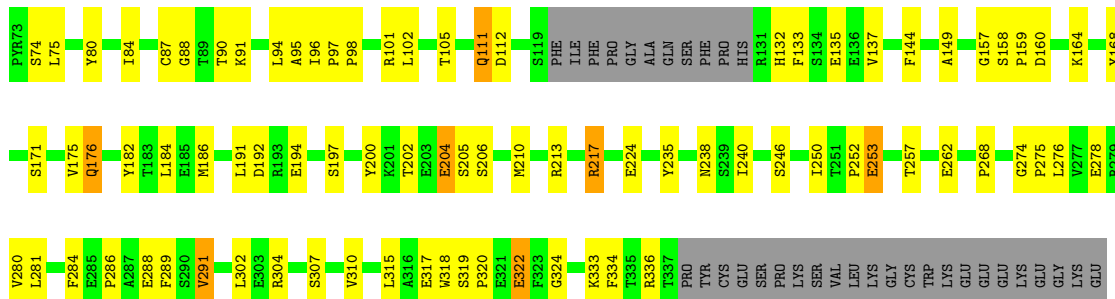 PYR73 S74 L75 Y80 I84 C87 G88 T89 T90 K91 L94 A95 I96 P97 P98 R101 L102 T105 Q111 D112 S119 PHE ILE PHE PRO GLY ALA GLN SER PHE PRO HIS R131 H132 F133 S134 E135 E136 V137 F144 A149 G157 S158 P159 D160 K164
S171 V175 Q176 Y182 T183 L184 E185 M186 L191 D192 R193 E194 S197 Y200 K201 T202 E203 E204 S205 S206 M210 R213 R217 E224 Y235 N238 S239 I240 S246 I250 T251 P252 E253 T257 E262 P268 G274 P275 L276 V277 E278
V280 L281 F284 E285 P286 A287 E288 F289 S290 V291 L302 E303 R304 S307 V310 L315 A316 E317 W318 S319 P320 E321 E322 F323 G324 K333 F334 T335 R336 T337 PRO TYR CYS GLU SER PRO LYS SER VAL LEU LYS GLY CYS TRP LYS GLU GLU GLU LYS GLU GLY LYS GLU